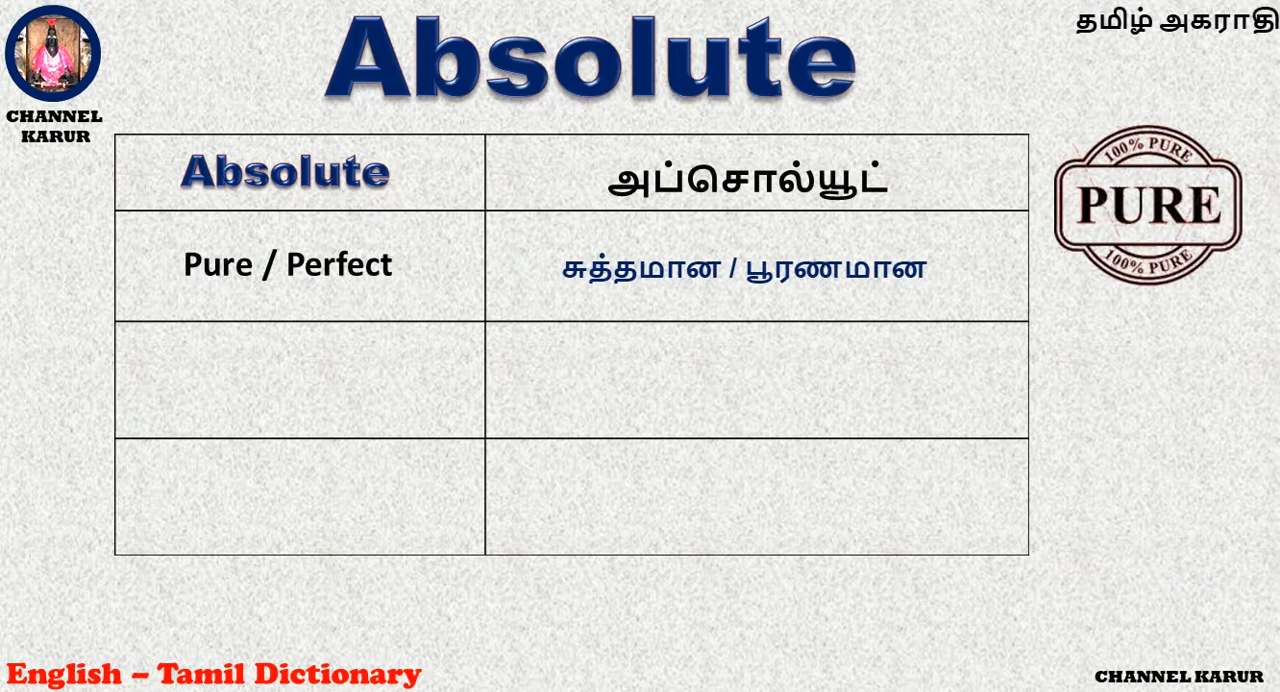 Absolute
தமிழ் அகராதி
CHANNEL
KARUR
Absolute
அப்சொல்யூட்
100% PURE
PURE
100% PURE
Pure / Perfect
சுத்தமான / பூரணமான
English – Tamil Dictionary
CHANNEL KARUR